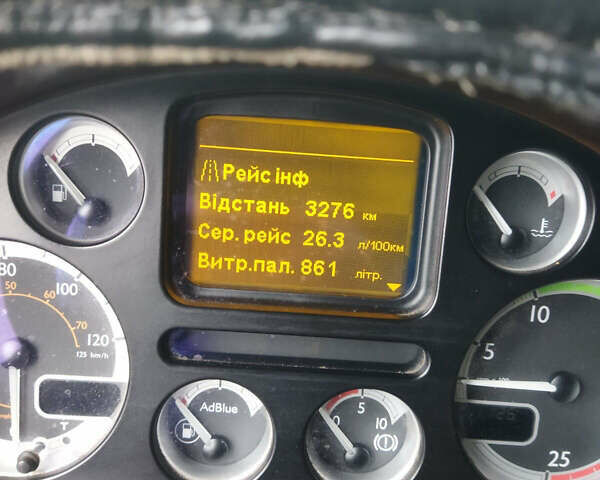 Рейс інф
Відстань 3276 км
Сер. рейс 26.3 л/100км
Витр.пал. 861 літр.
80
100
120
50
60
70
125 km/h
AdBlue
0 5 10
5
10
25